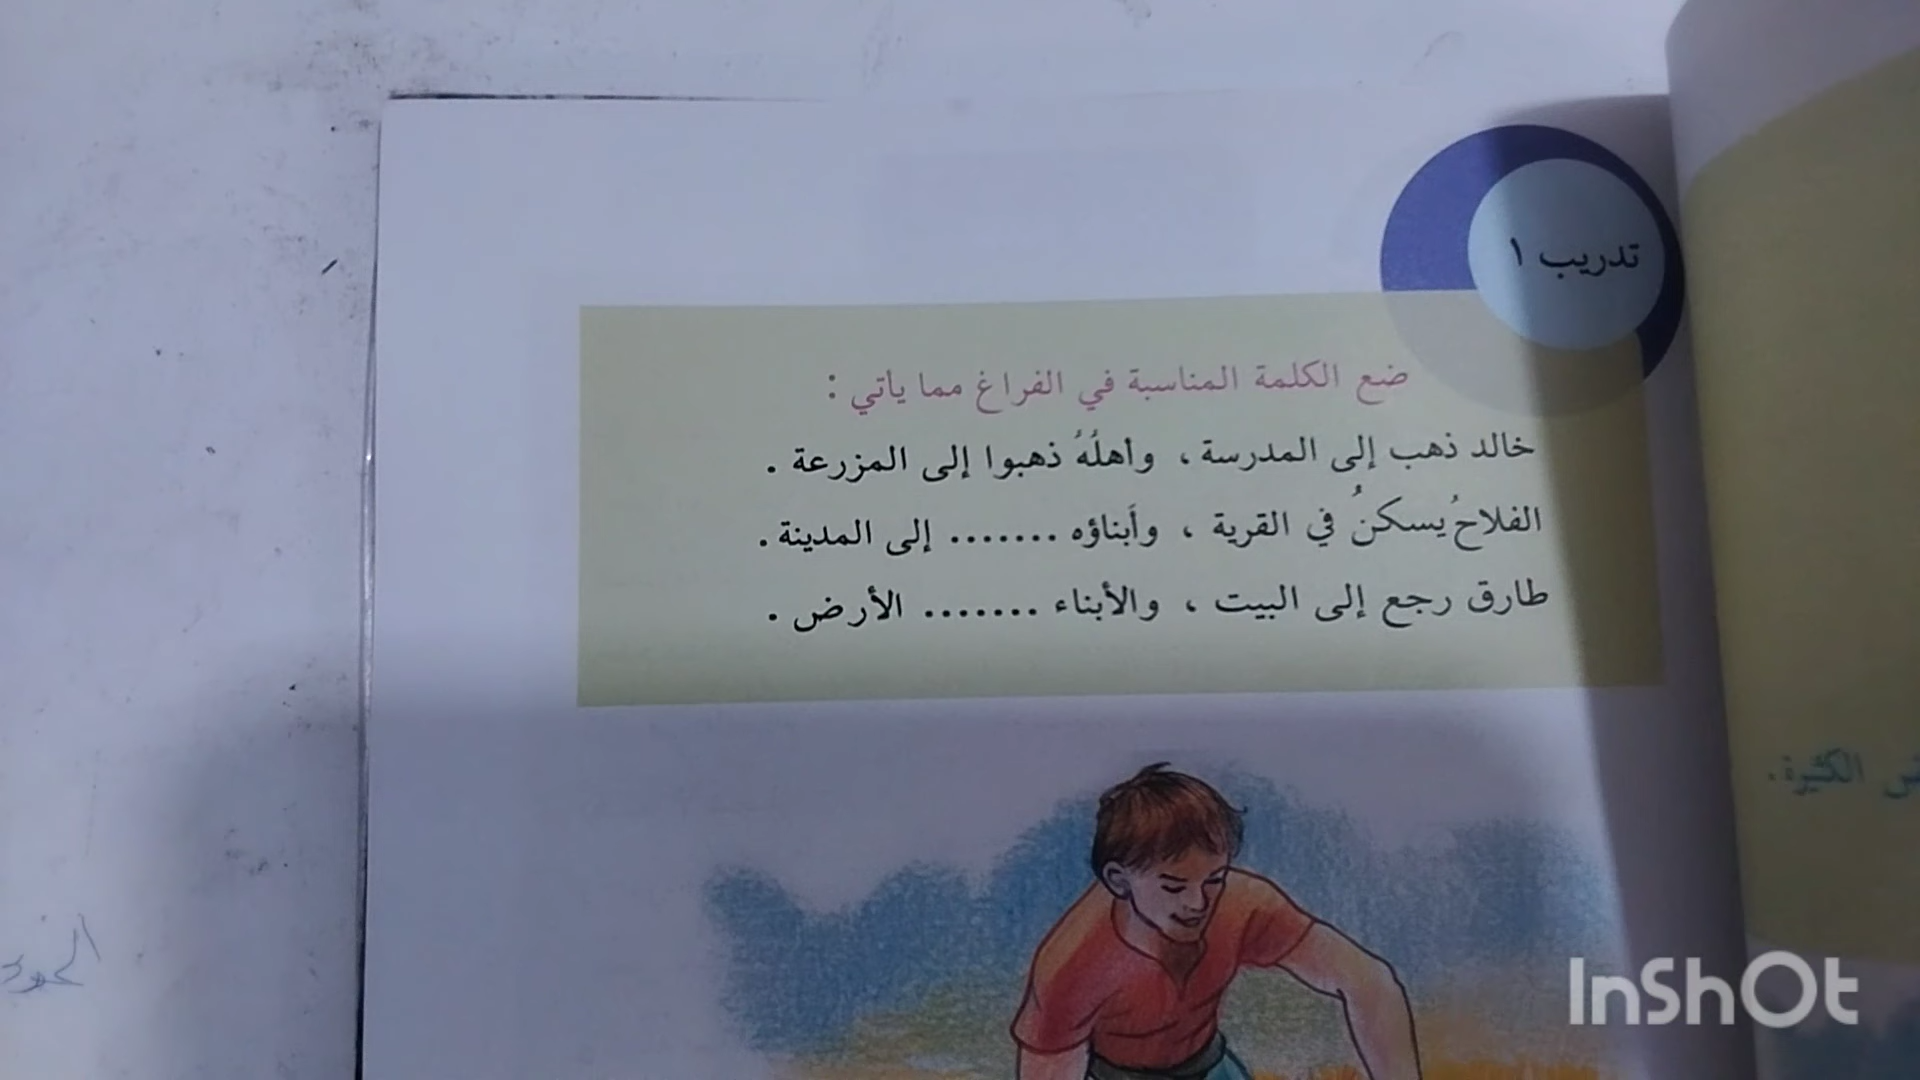 تدريب ١
ضع الكلمة المناسبة في الفراغ مما يأتي :
خالد ذهب إلى المدرسة ، وأهلُهُ ذهبوا إلى المزرعة .
الفلاحُ يسكنُ في القرية ، وأبناؤه ....... إلى المدينة .
طارق رجع إلى البيت ، والأبناء ....... الأرض .
الكثيرة .
InShOt